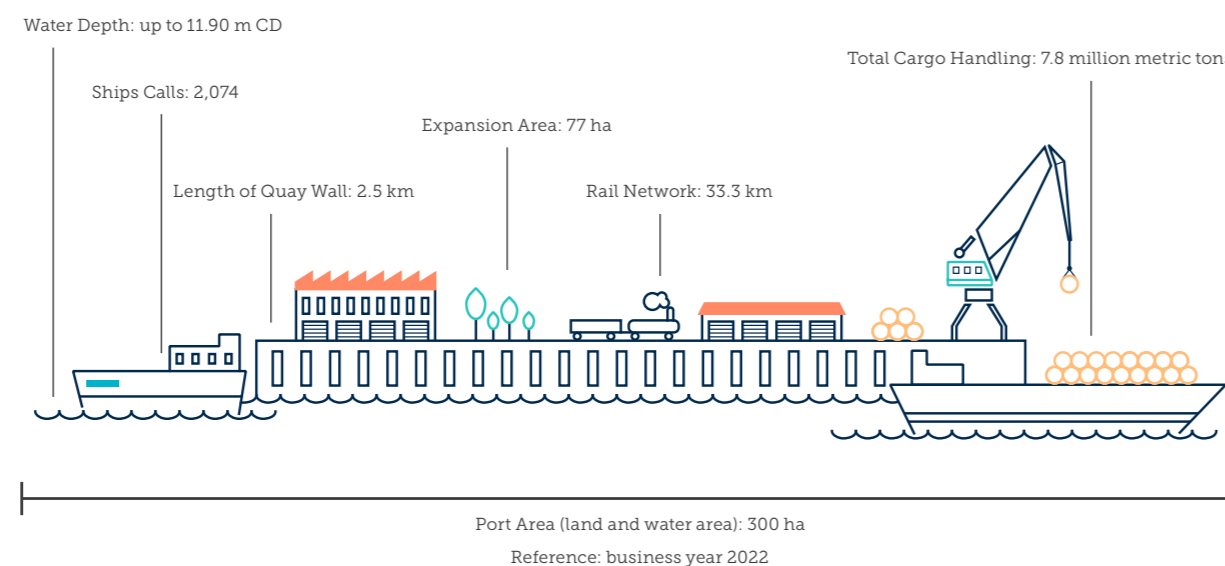 Water Depth: up to 11.90 m CD
Total Cargo Handling: 7.8 million metric
Ships Calls: 2,074
Expansion Area: 77 ha
Length of Quay Wall: 2.5 km
Rail Network: 33.3 km
Port Area (land and water area): 300 ha
Reference: business year 2022